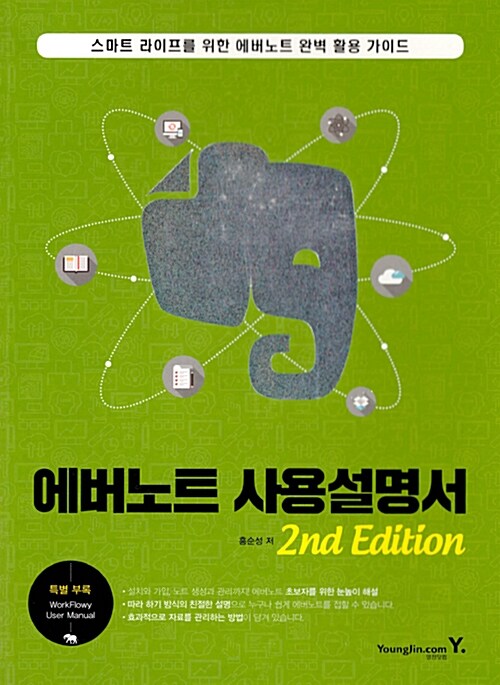 스마트 라이프를 위한 에버노트 완벽 활용 가이드
에버노트 사용설명서
홍순성 저 2nd Edition
특별 부록
WorkFlowy
User Manual
• 설치와 가입, 노트 생성과 관리까지! 에버노트 초보자를 위한 눈높이 해설
• 따라 하기 방식의 친절한 설명으로 누구나 쉽게 에버노트를 접할 수 있습니다.
• 효과적으로 자료를 관리하는 방법이 담겨 있습니다.
YoungJin.com Y.
영진닷컴